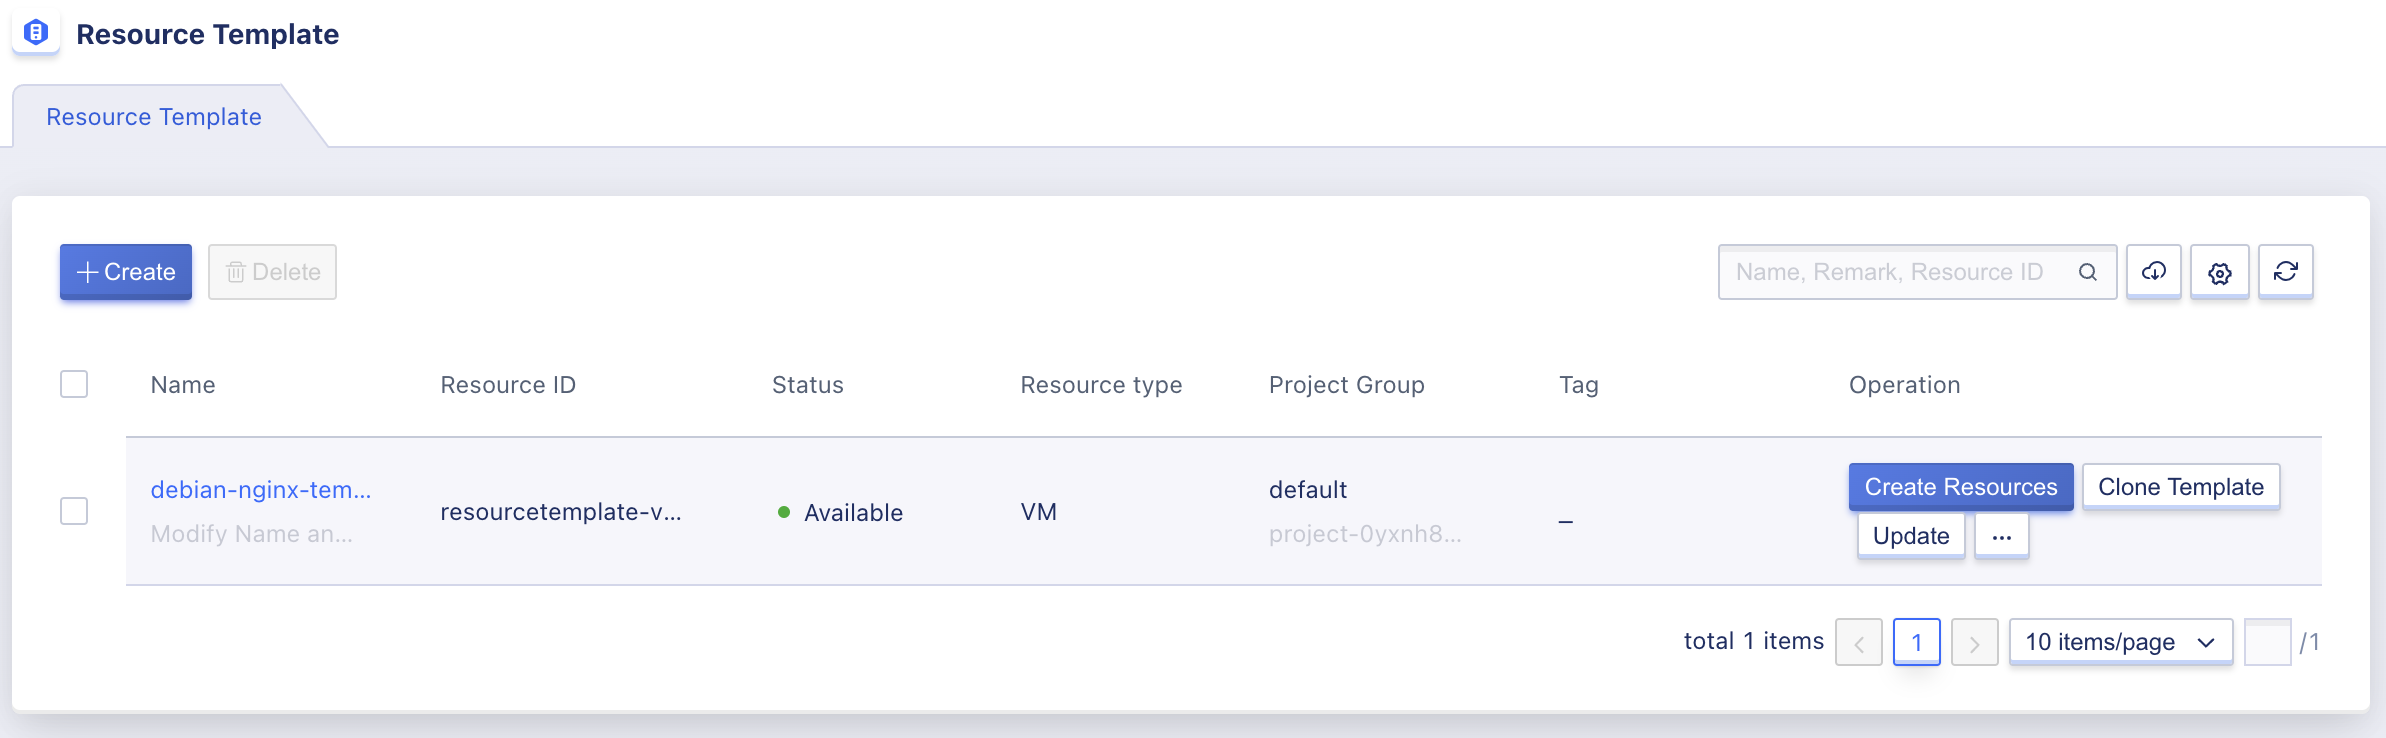 Resource Template
Resource Template
Create
Delete
Name, Remark, Resource ID
Name Resource ID Status Resource type Project Group Tag Operation
debian-nginx-tem...
Modify Name an...
resourcetemplate-v...
Available
VM
default
project-0yxnh8...
–
Create Resources Clone Template
Update ...
total 1 items 1 10 items/page /1